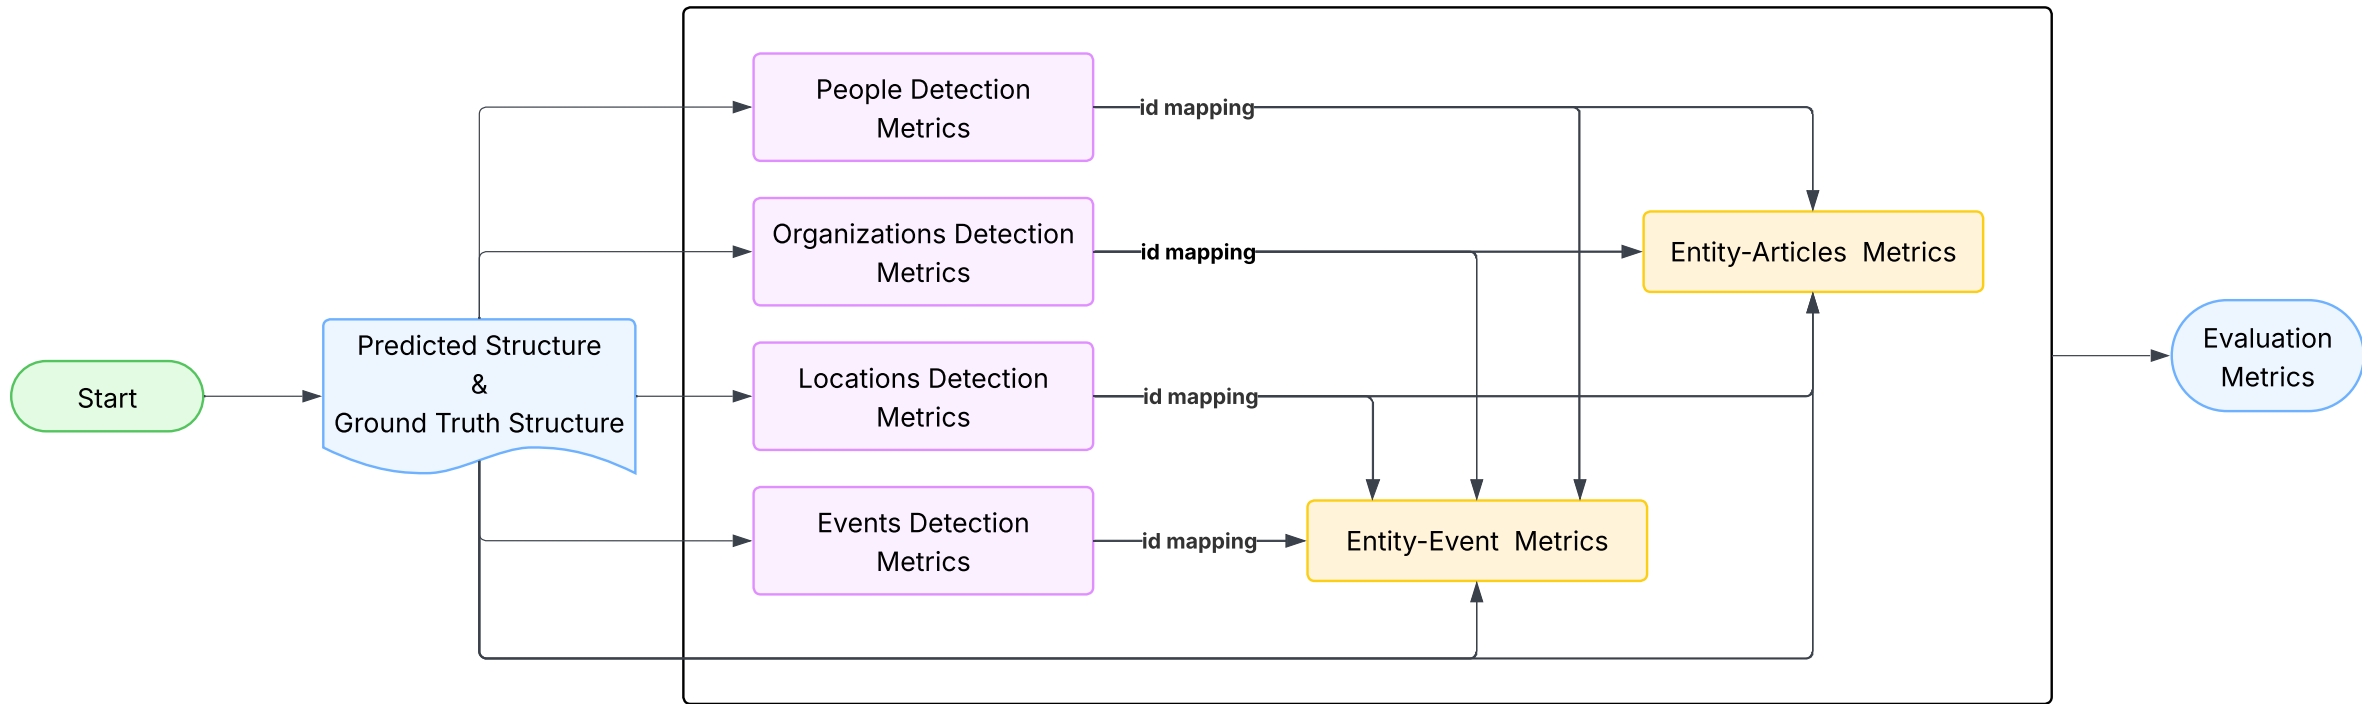 Start
Predicted Structure
&
Ground Truth Structure
People Detection
Metrics
id mapping
Organizations Detection
Metrics
id mapping
Locations Detection
Metrics
id mapping
Events Detection
Metrics
id mapping
Entity-Articles  Metrics
Entity-Event  Metrics
Evaluation
Metrics